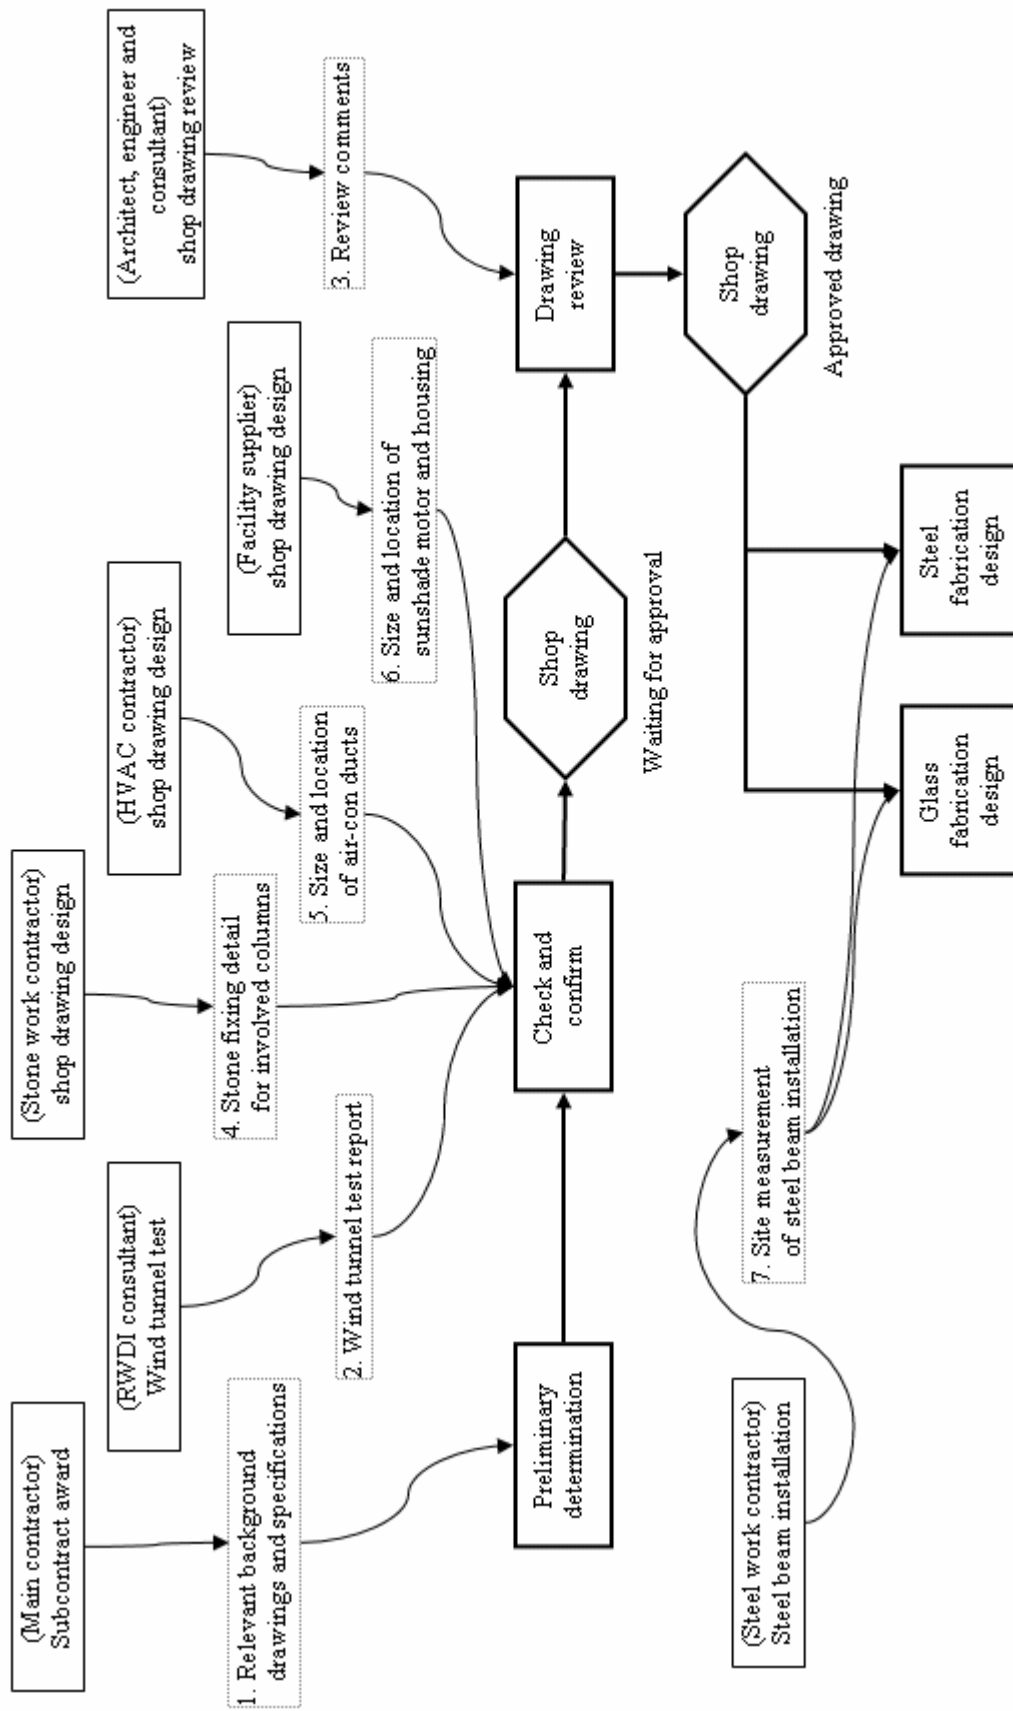 (Main contractor)
Subcontract award
(RWDI consultant)
Wind tunnel test
(Stone work contractor)
shop drawing design
(HVAC contractor)
shop drawing design
(Facility supplier)
shop drawing design
(Architect, engineer and
consultant)
shop drawing review
1. Relevant background
drawings and specifications
2. Wind tunnel test report
4. Stone fixing detail
for involved columns
5. Size and location
of air-con ducts
6. Size and location of
sunshade motor and housing
3. Review comments
Preliminary
determination
Check and
confirm
Shop
drawing
Waiting for approval
Drawing
review
Shop
drawing
Approved drawing
(Steel work contractor)
Steel beam installation
7. Site measurement
of steel beam installation
Glass
fabrication
design
Steel
fabrication
design